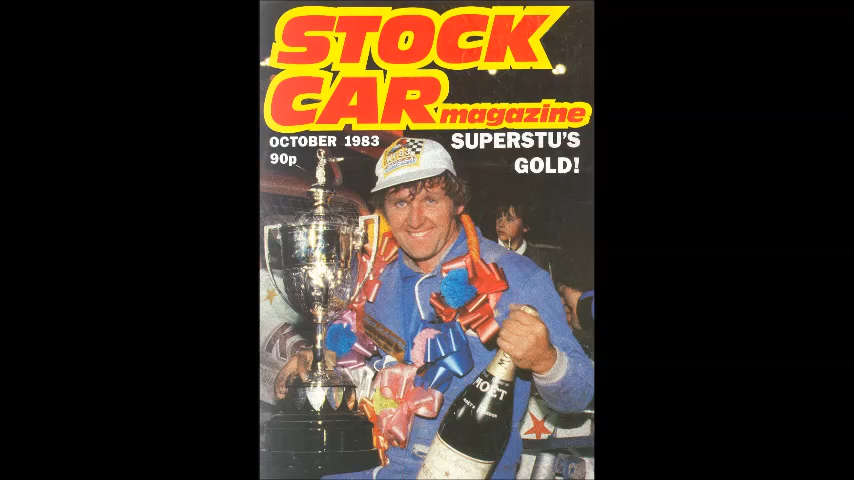 STOCK
CAR magazine
OCTOBER 1983
90p
SUPERSTU'S
GOLD!
MOET